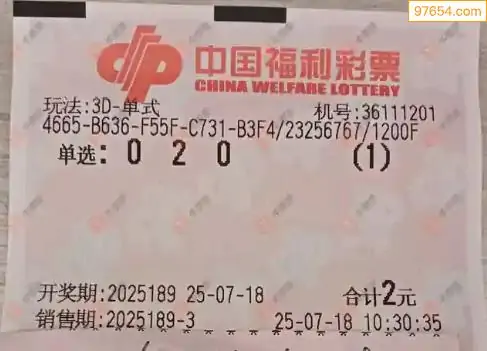 97654.com
中国福利彩票
CHINA WELFARE LOTTERY
玩法:3D-单式 机号:36111201
4665-B636-F55F-C731-B3F4/23256767/1200F
单选: 0 2 0 (1)
开奖期:2025189 25-07-18 合计2元
销售期:2025189-3 25-07-18 10:30:35